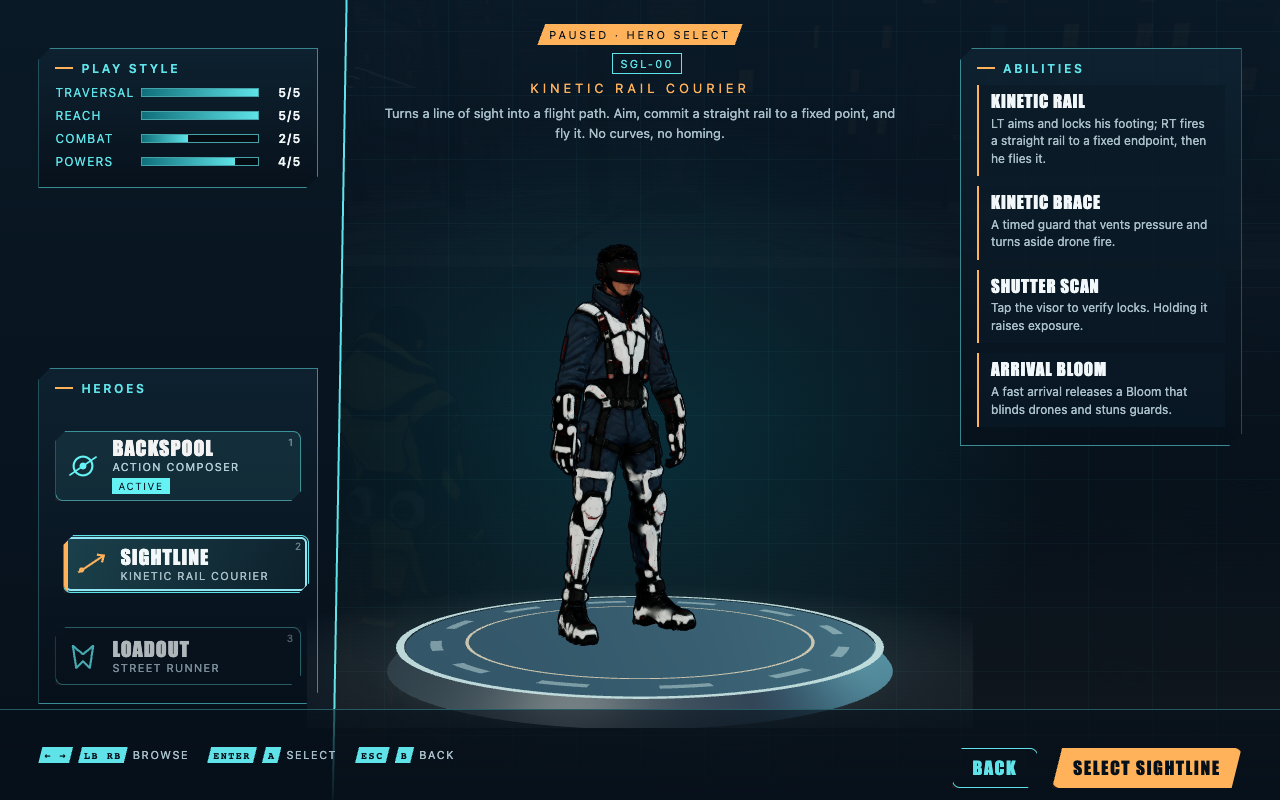 PAUSED · HERO SELECT
SGL-00
KINETIC RAIL COURIER
Turns a line of sight into a flight path. Aim, commit a straight rail to a fixed point, and
fly it. No curves, no homing.
PLAY STYLE
TRAVERSAL 5/5
REACH 5/5
COMBAT 2/5
POWERS 4/5
HEROES
BACKSPOOL 1
ACTION COMPOSER
ACTIVE
SIGHTLINE 2
KINETIC RAIL COURIER
LOADOUT 3
STREET RUNNER
ABILITIES
KINETIC RAIL
LT aims and locks his footing; RT fires
a straight rail to a fixed endpoint, then
he flies it.
KINETIC BRACE
A timed guard that vents pressure and
turns aside drone fire.
SHUTTER SCAN
Tap the visor to verify locks. Holding it
raises exposure.
ARRIVAL BLOOM
A fast arrival releases a Bloom that
blinds drones and stuns guards.
← → LB RB BROWSE ENTER A SELECT ESC B BACK
BACK SELECT SIGHTLINE